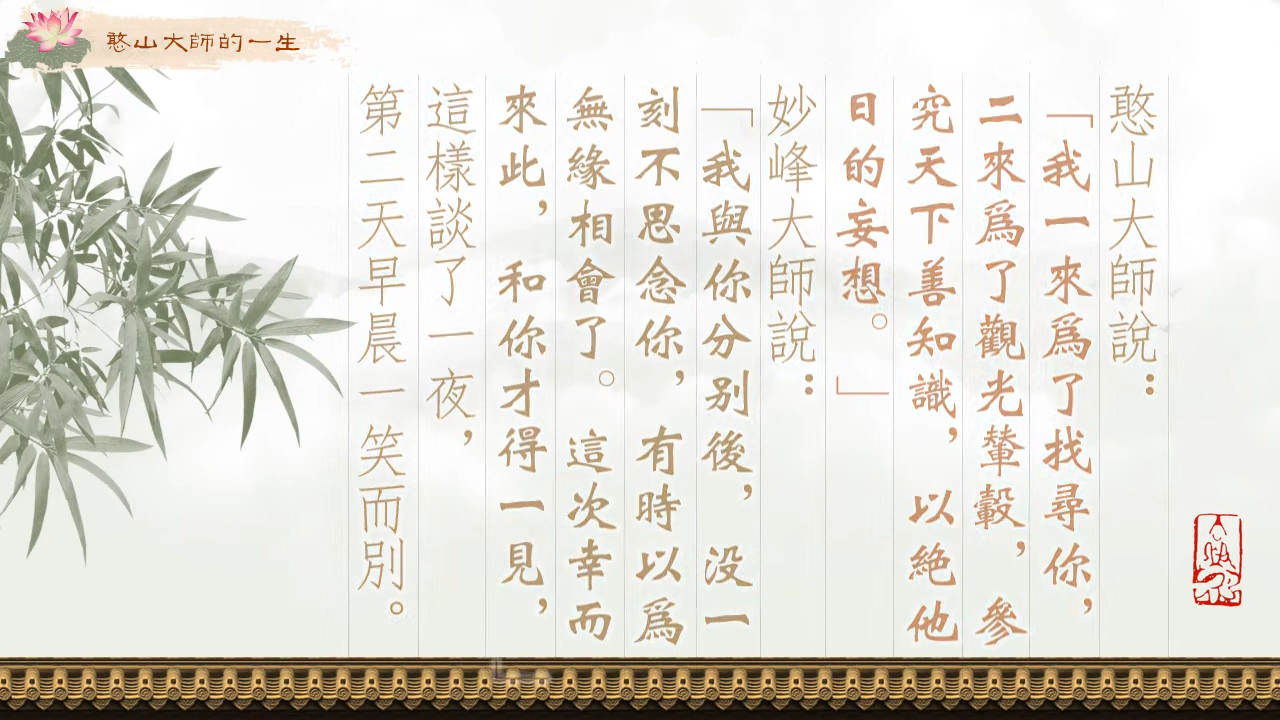 憨山大師的一生
憨山大師說：
「我一來爲了找尋你，
二來爲了觀光輦轂，參
究天下善知識，以絕他
日的妄想。」
妙峰大師說：
「我與你分别後，没一
刻不思念你，有時以爲
無緣相會了。這次幸而
來此，和你才得一見，
這樣談了一夜，
第二天早晨一笑而別。